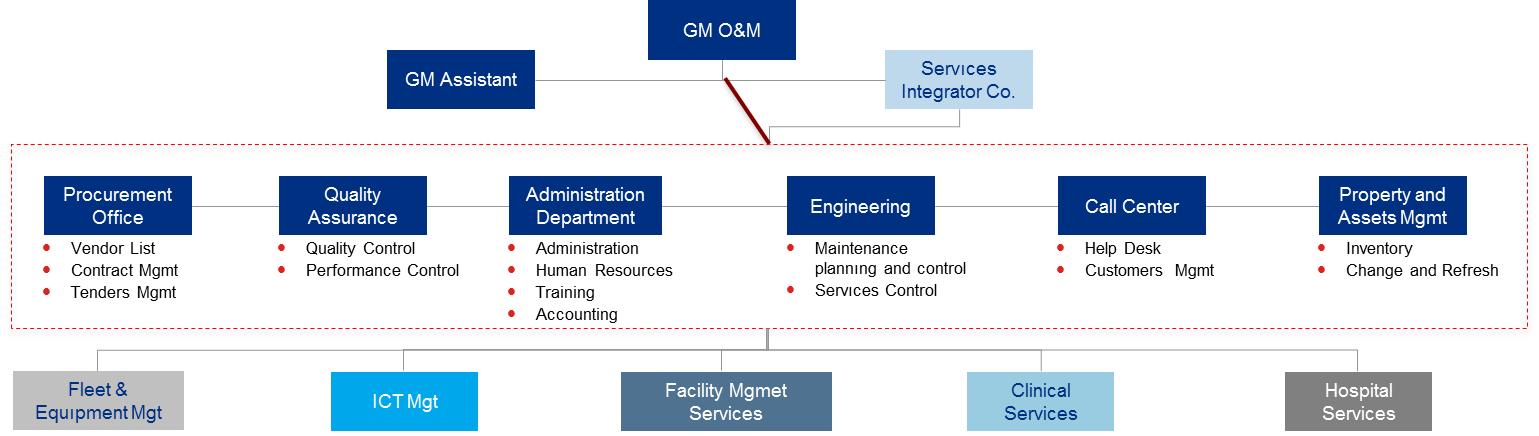 GM O&M
GM Assistant
Services
Integrator Co.
Procurement
Office
Vendor List
Contract Mgmt
Tenders Mgmt
Quality
Assurance
Quality Control
Performance Control
Administration
Department
Administration
Human Resources
Training
Accounting
Engineering
Maintenance
planning and control
Services Control
Call Center
Help Desk
Customers Mgmt
Property and
Assets Mgmt
Inventory
Change and Refresh
Fleet &
Equipment Mgt
ICT Mgt
Facility Mgmet
Services
Clinical
Services
Hospital
Services